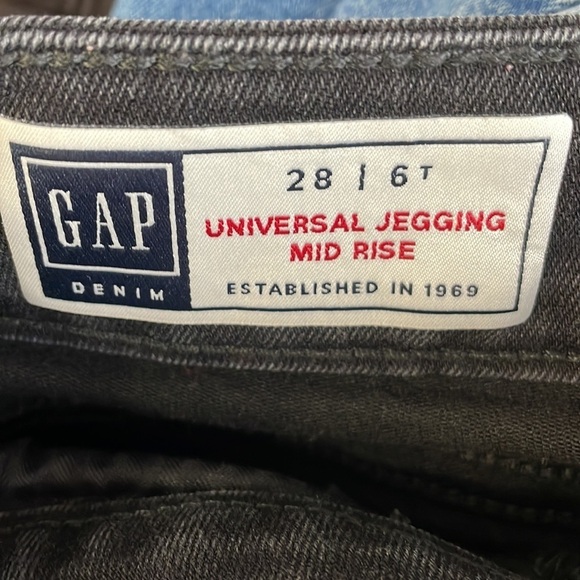 GAP
DENIM
28 | 6T
UNIVERSAL JEGGING
MID RISE
ESTABLISHED IN 1969